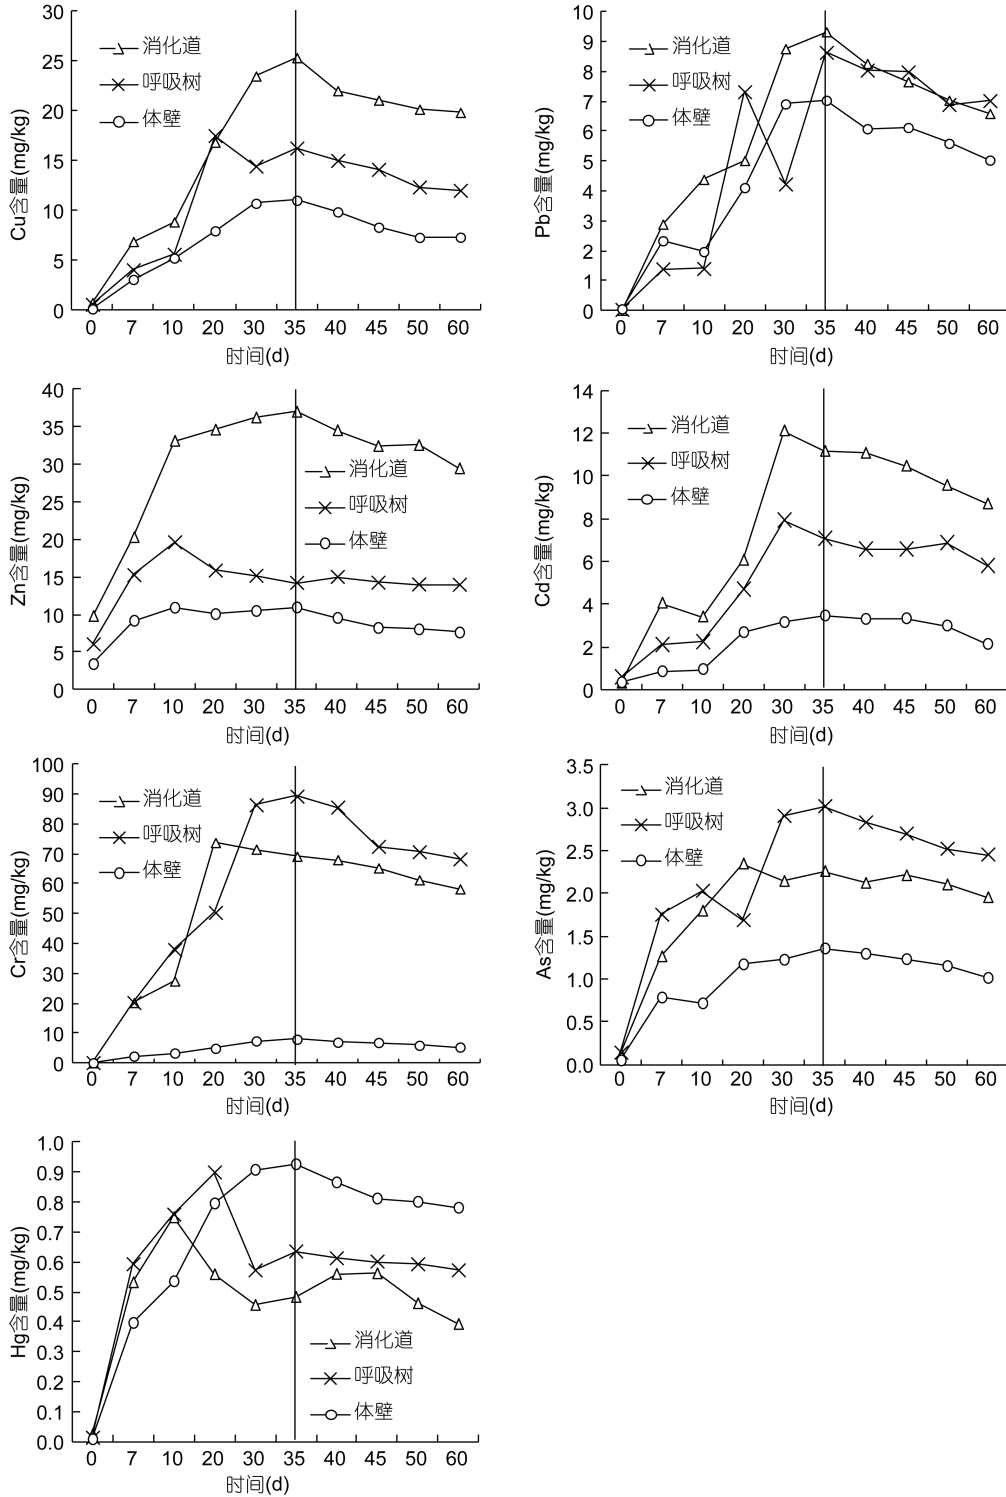 30
25
20
15
10
5
0
Cu含量(mg/kg)
消化道
呼吸树
体壁
0 7 10 20 30 35 40 45 60
时间(d)
10
9
8
7
6
5
4
3
2
1
0
Pb含量(mg/kg)
消化道
呼吸树
体壁
0 7 10 20 30 35 40 45 50 60
时间(d)
40
35
30
25
20
15
10
5
0
Zn含量(mg/kg)
消化道
呼吸树
体壁
0 7 10 20 30 35 40 45 50 60
时间(d)
14
12
10
8
6
4
2
0
Cd含量(mg/kg)
消化道
呼吸树
体壁
0 7 10 20 30 35 40 45 50 60
时间(d)
100
90
80
70
60
50
40
30
20
10
0
Cr含量(mg/kg)
消化道
呼吸树
体壁
0 7 10 20 30 35 40 45 50 60
时间(d)
3.5
3.0
2.5
2.0
1.5
1.0
0.5
0.0
As含量(mg/kg)
消化道
呼吸树
体壁
0 7 10 20 30 35 40 45 50 60
时间(d)
1.0
0.9
0.8
0.7
0.6
0.5
0.4
0.3
0.2
0.1
0.0
Hg含量(mg/kg)
消化道
呼吸树
体壁
0 7 10 20 30 35 40 45 50 60
时间(d)